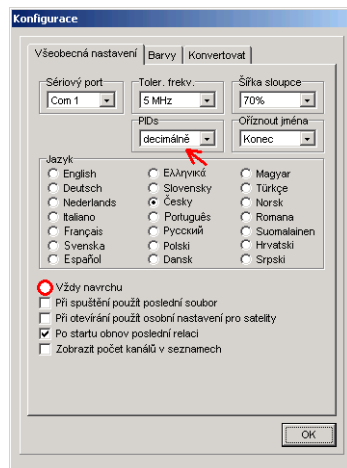 Konfigurace
Všeobecná nastavení Barvy Konvertovat
Sériový port Toler. frekv. Šířka sloupce
Com 1 5 MHz 70%
PIDs Oříznout jména
decimálně Konec
Jazyk
English Ελληνικά Magyar
Deutsch Slovensky Türkçe
Nederlands Česky Norsk
Italiano Português Romana
Français Русский Suomalainen
Svenska Polski Hrvatski
Español Dansk Srpski
Vždy navrchu
Při spuštění použít poslední soubor
Při otevírání použít osobní nastavení pro satelity
Po startu obnov poslední relaci
Zobrazit počet kanálů v seznamech
OK